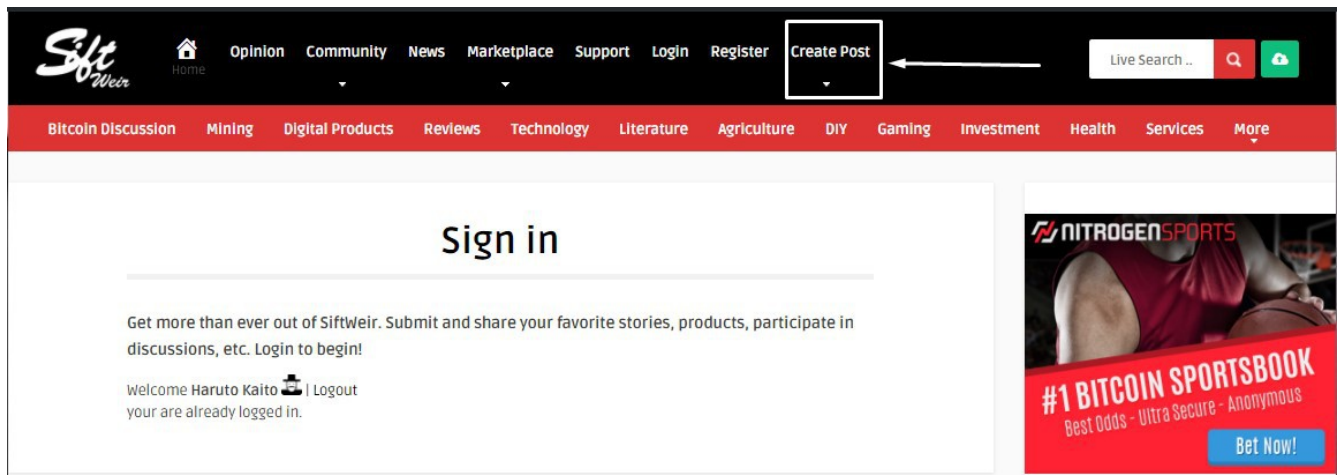 Sift
Weir
Home
Opinion
Community
News
Marketplace
Support
Login
Register
Create Post
Live Search ..
Bitcoin Discussion
Mining
Digital Products
Reviews
Technology
Literature
Agriculture
DIY
Gaming
Investment
Health
Services
More
Sign in
Get more than ever out of SiftWeir. Submit and share your favorite stories, products, participate in
discussions, etc. Login to begin!
Welcome Haruto Kaito | Logout
your are already logged in.
NITROGENSPORTS
#1 BITCOIN SPORTSBOOK
Best Odds - Ultra Secure - Anonymous
Bet Now!